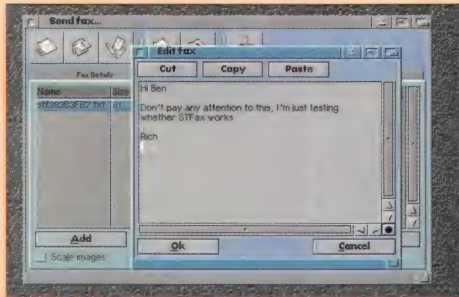 Send fax...
Edit fax
Cut Copy Paste
Fax Details
Name Size
Hi Ben
Don't pay any attention to this, I'm just testing
whether STFax works
Rich
Add
Scale images
Ok Cancel